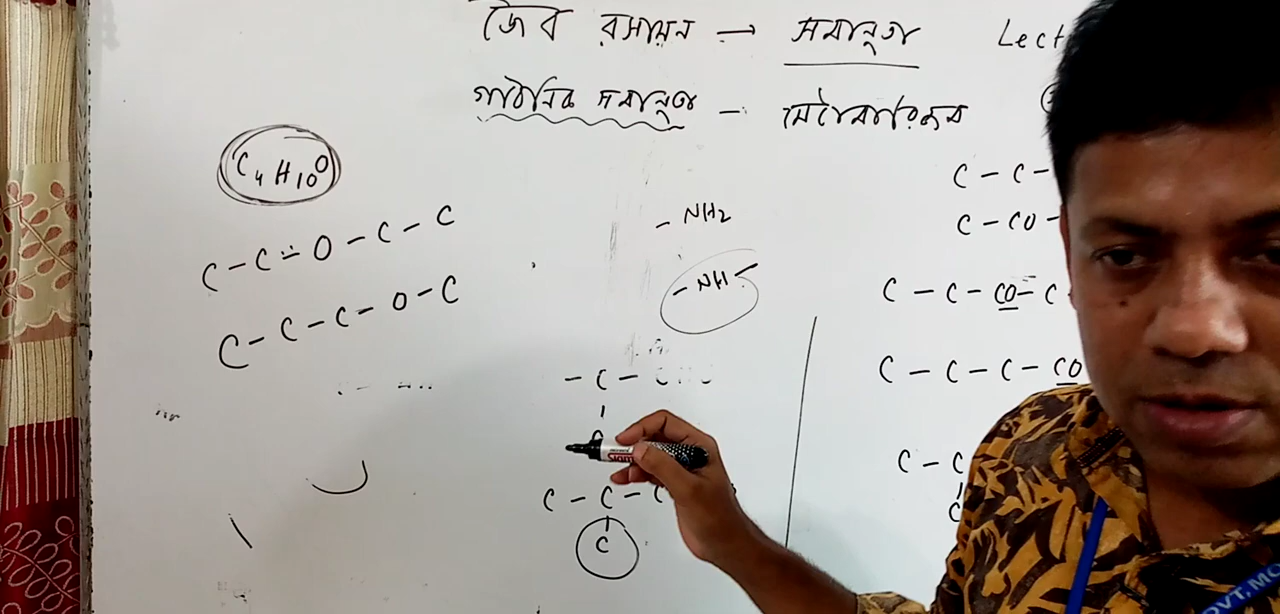 জৈব রসায়ন → সমানুতা Lect
গাঠনিক সমানুতা - মেটামারিজম
C4H10O
C - C - O - C - C
C - C - C - O - C
- NH2
- NH -
- C -
C - C - C
C
C - C -
C - CO -
C - C - CO - C
C - C - C - CO
C - C
C